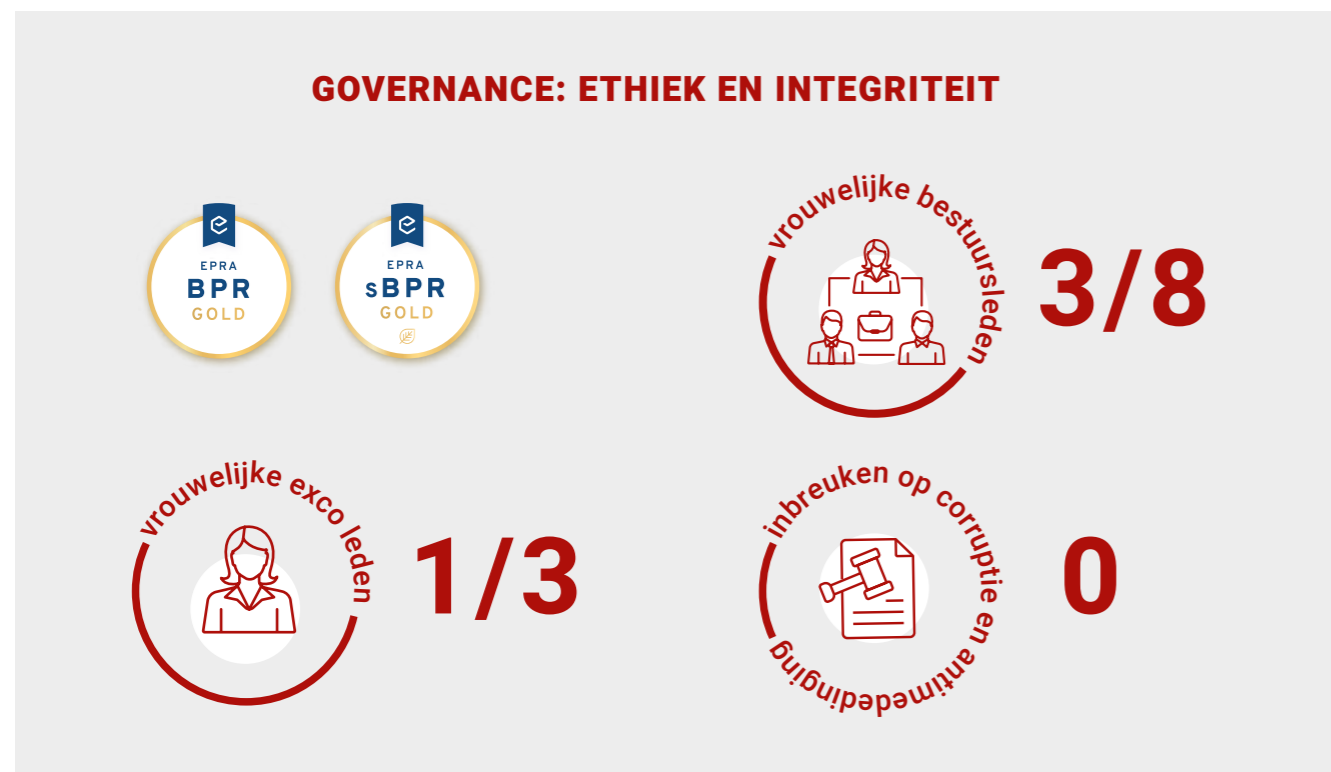 GOVERNANCE: ETHIEK EN INTEGRITEIT
EPRA
BPR
GOLD
EPRA
sBPR
GOLD
vrouwelijke bestuursleden
3/8
vrouwelijke exco leden
1/3
inbreuken op corruptie en antimededinging
0